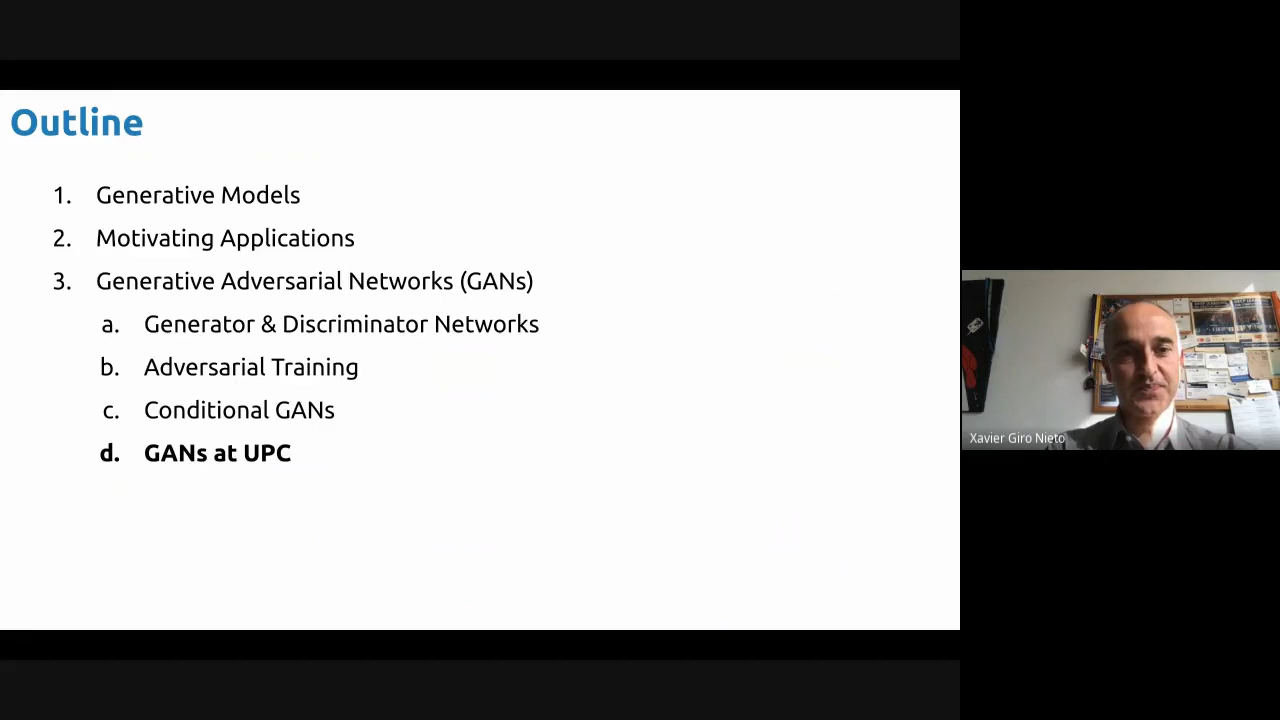 Outline
1. Generative Models
2. Motivating Applications
3. Generative Adversarial Networks (GANs)
a. Generator & Discriminator Networks
b. Adversarial Training
c. Conditional GANs
d. GANs at UPC
Xavier Giro Nieto